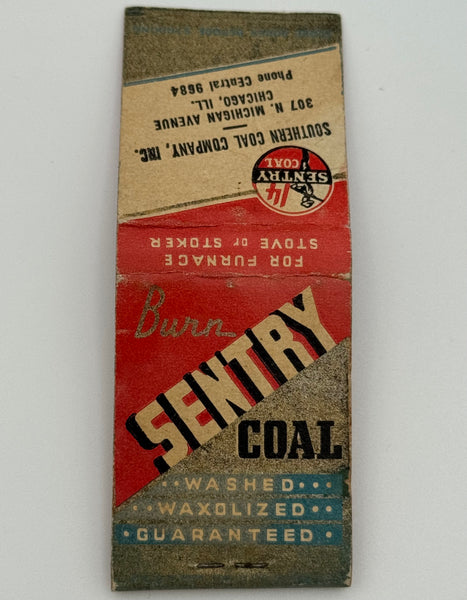 SOUTHERN COAL COMPANY, INC.
307 N. MICHIGAN AVENUE
CHICAGO, ILL.
Phone CEntral 9684
14
SENTRY
COAL
FOR FURNACE
STOVE or STOKER
Burn
SENTRY
COAL
WASHED
WAXOLIZED
GUARANTEED